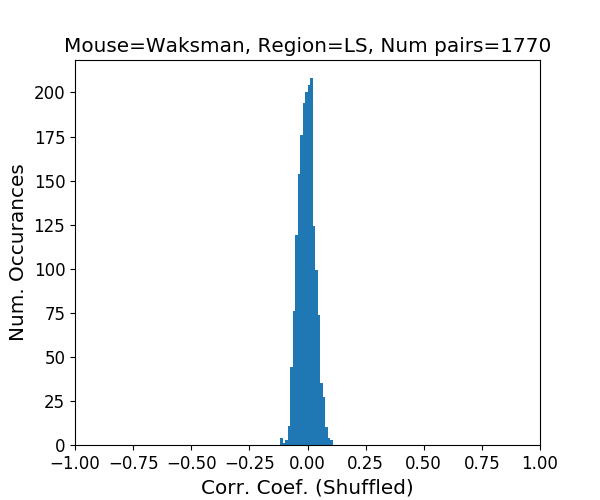 Mouse=Waksman, Region=LS, Num pairs=1770
200
175
150
125
100
75
50
25
0
Num. Occurances
−1.00 −0.75 −0.50 −0.25 0.00 0.25 0.50 0.75 1.00
Corr. Coef. (Shuffled)